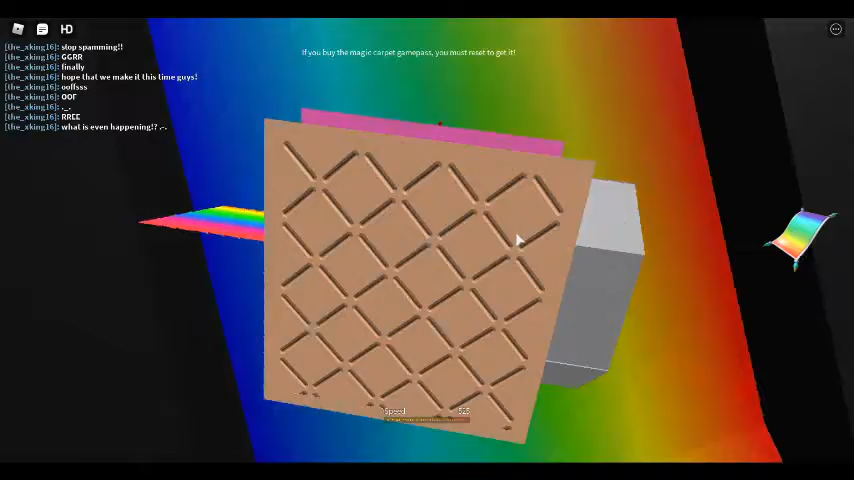 HD
If you buy the magic carpet gamepass, you must reset to get it!
[the_xking16]: stop spamming!!
[the_xking16]: GGRR
[the_xking16]: finally
[the_xking16]: hope that we make it this time guys!
[the_xking16]: ooffsss
[the_xking16]: OOF
[the_xking16]: ._.
[the_xking16]: RREE
[the_xking16]: what is even happening!? .-.
Speed 525